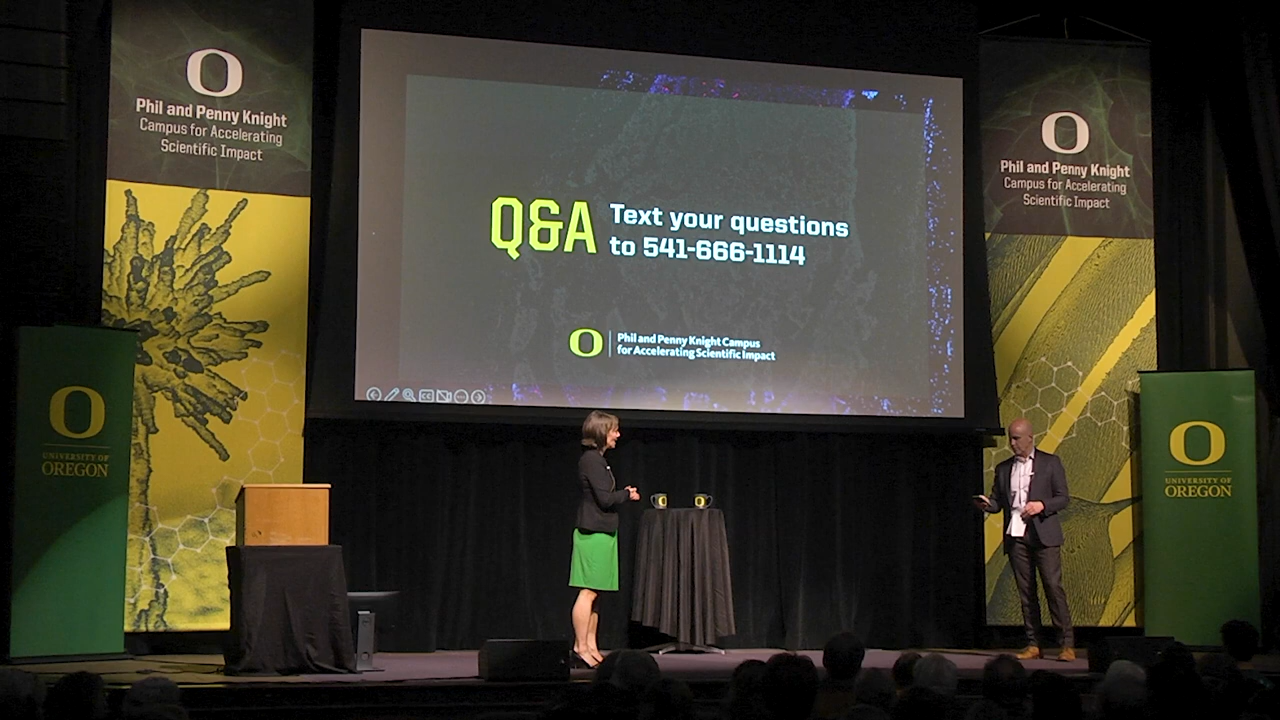 O
Phil and Penny Knight
Campus for Accelerating
Scientific Impact
O
UNIVERSITY OF
OREGON
Q&A
Text your questions
to 541-666-1114
O
Phil and Penny Knight Campus
for Accelerating Scientific Impact
CC
O
Phil and Penny Knight
Campus for Accelerating
Scientific Impact
O
UNIVERSITY OF
OREGON
O
O